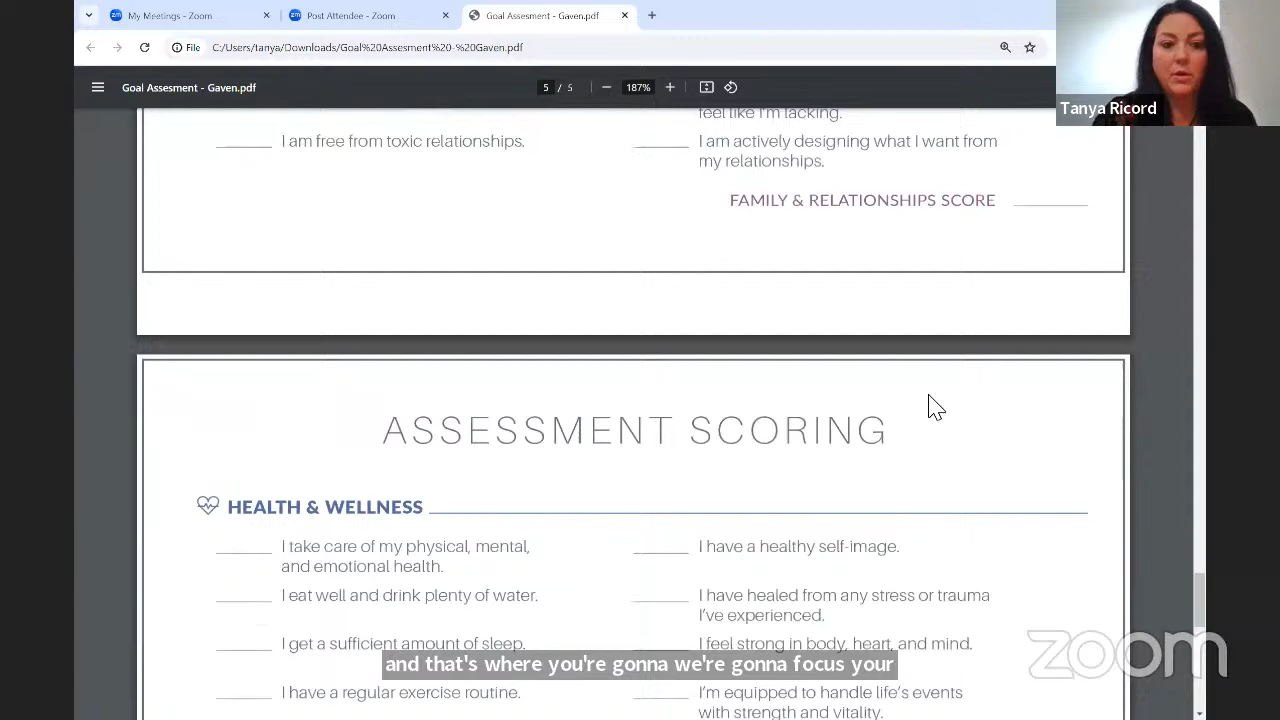 My Meetings - Zoom
Post Attendee - Zoom
Goal Assesment - Gaven.pdf
File
C:/Users/tanya/Downloads/Goal%20Assesment%20-%20Gaven.pdf
Goal Assesment - Gaven.pdf
5 / 5
187%
Tanya Ricord
feel like I'm lacking.
I am free from toxic relationships.
I am actively designing what I want from
my relationships.
FAMILY & RELATIONSHIPS SCORE
ASSESSMENT SCORING
HEALTH & WELLNESS
I take care of my physical, mental,
and emotional health.
I have a healthy self-image.
I eat well and drink plenty of water.
I have healed from any stress or trauma
I've experienced.
I get a sufficient amount of sleep.
I feel strong in body, heart, and mind.
and that's where you're gonna we're gonna focus your
I have a regular exercise routine.
I'm equipped to handle life's events
with strength and vitality.
zoom